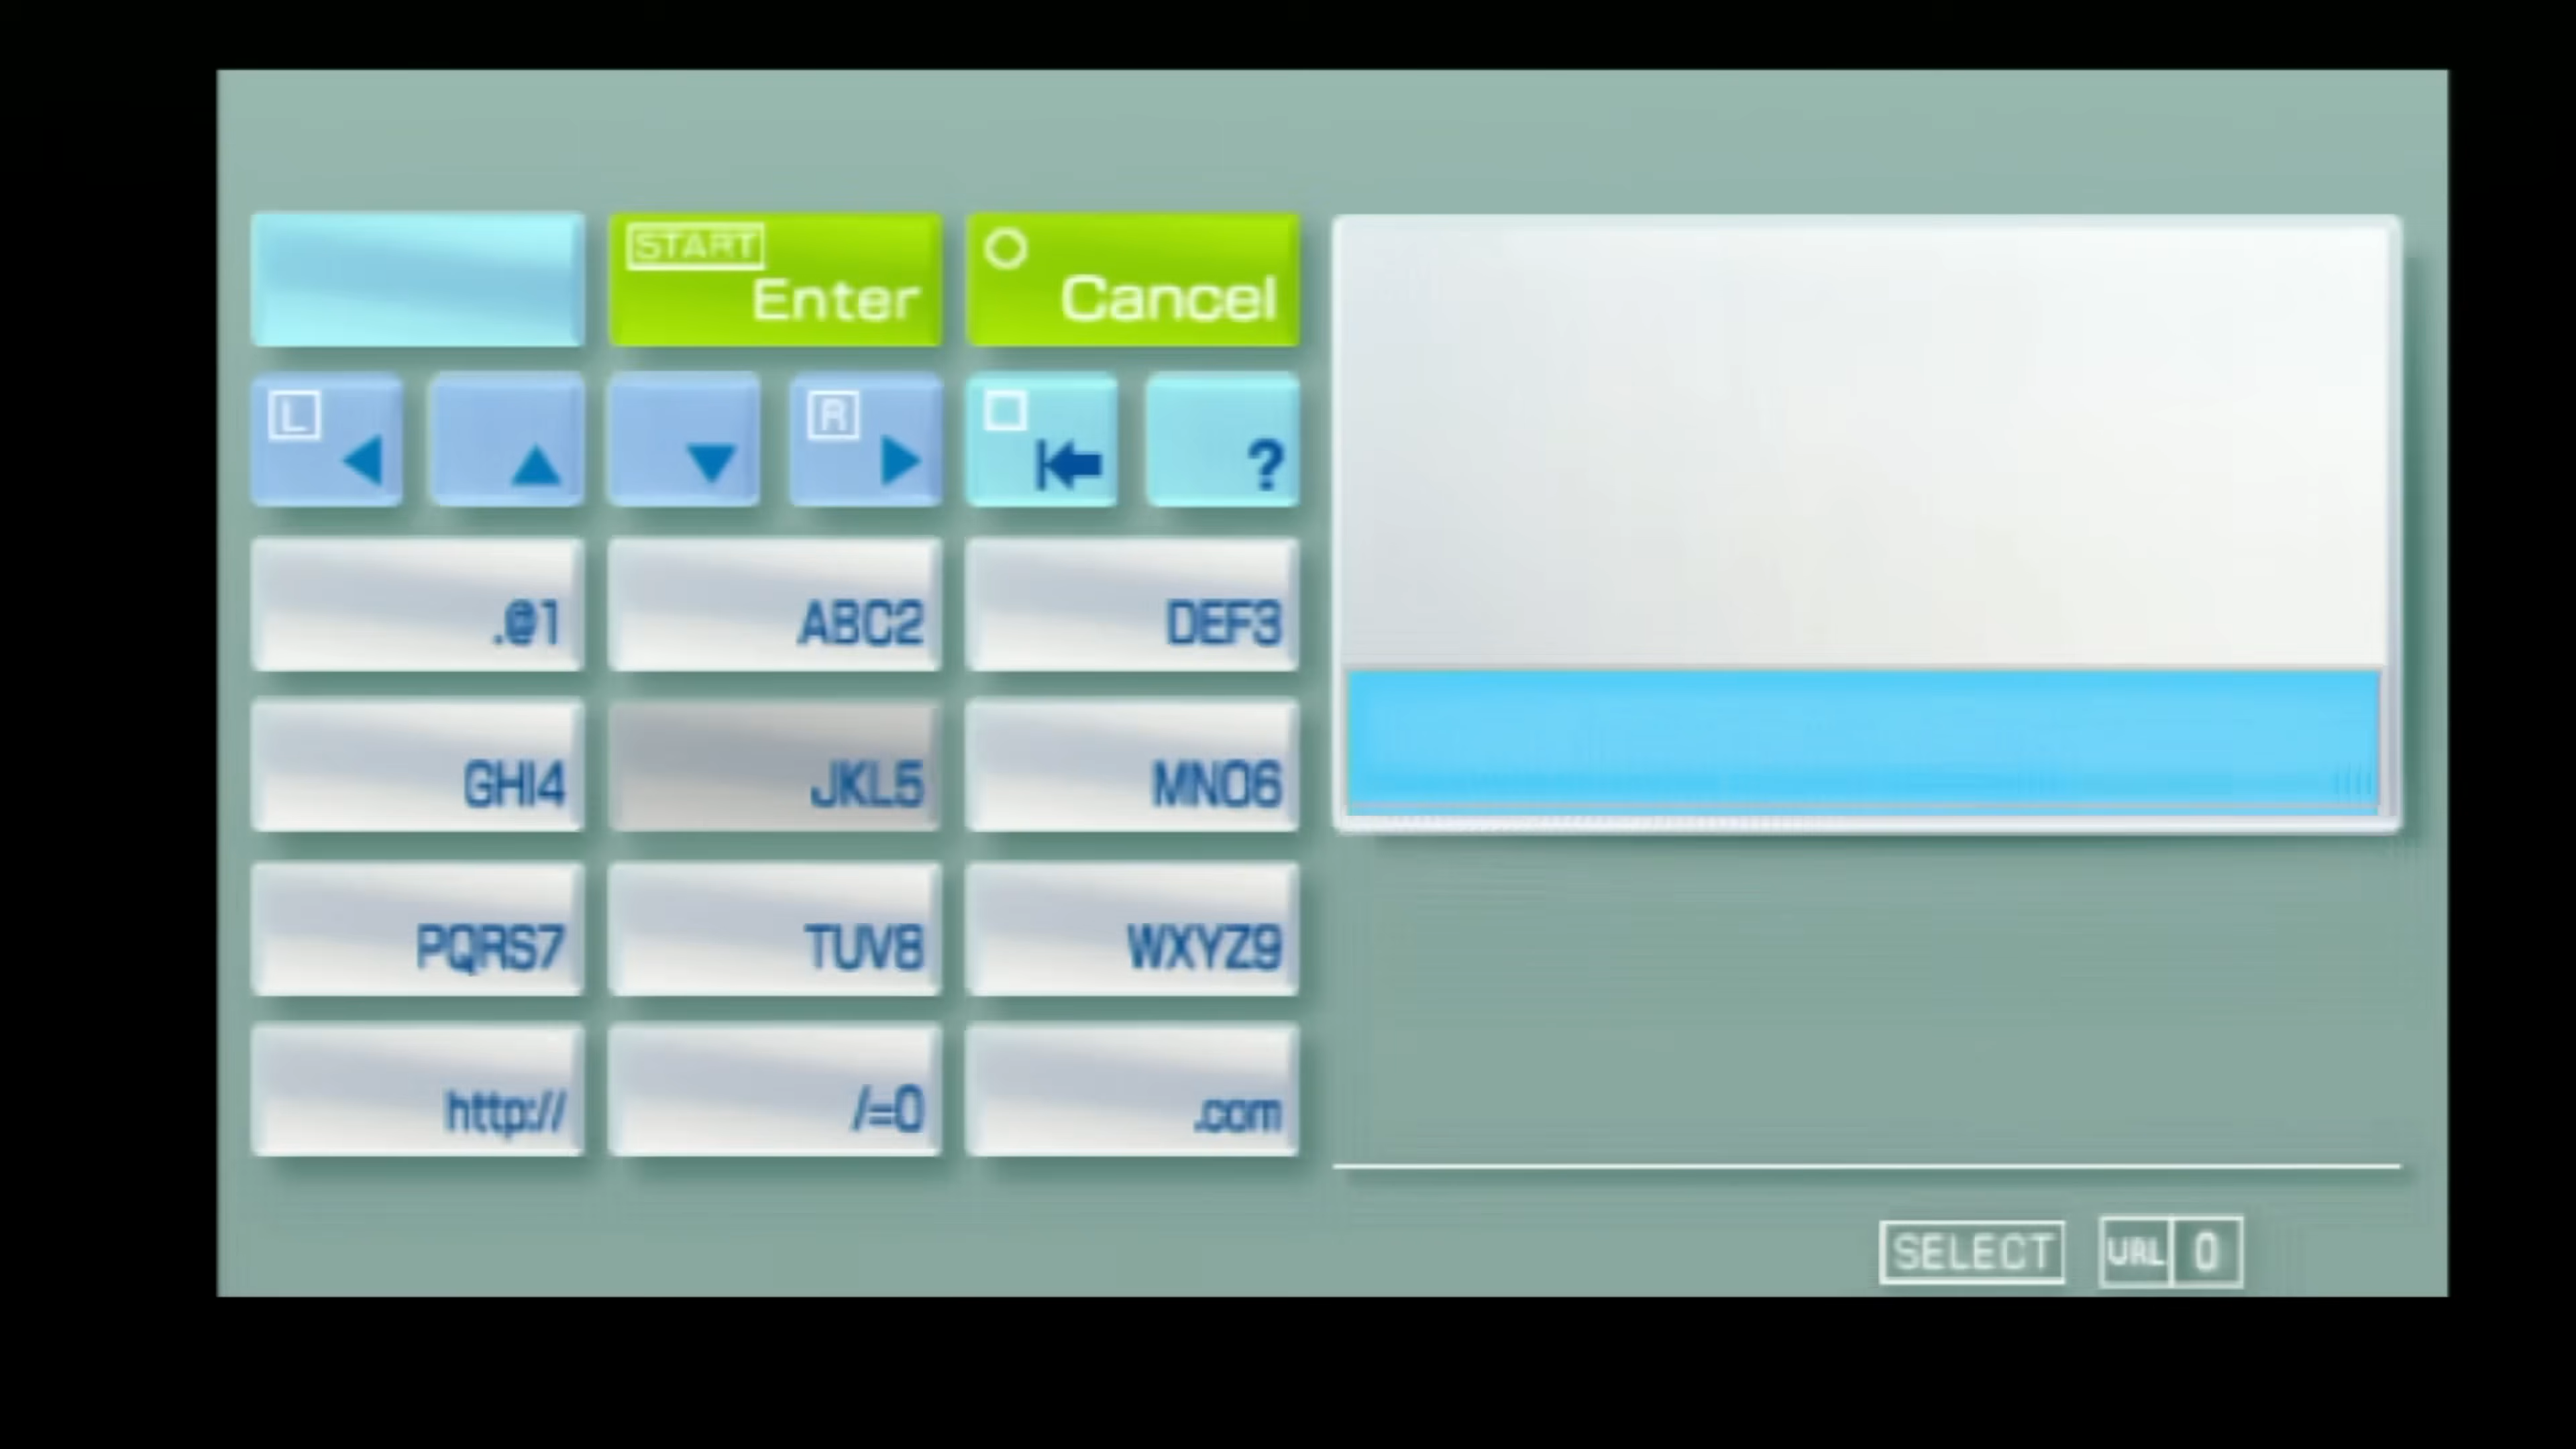 START
Enter
Cancel
L
R
?
.@1
ABC2
DEF3
GHI4
JKL5
MNO6
PQRS7
TUV8
WXYZ9
http://
/=0
.com
SELECT
URL 0